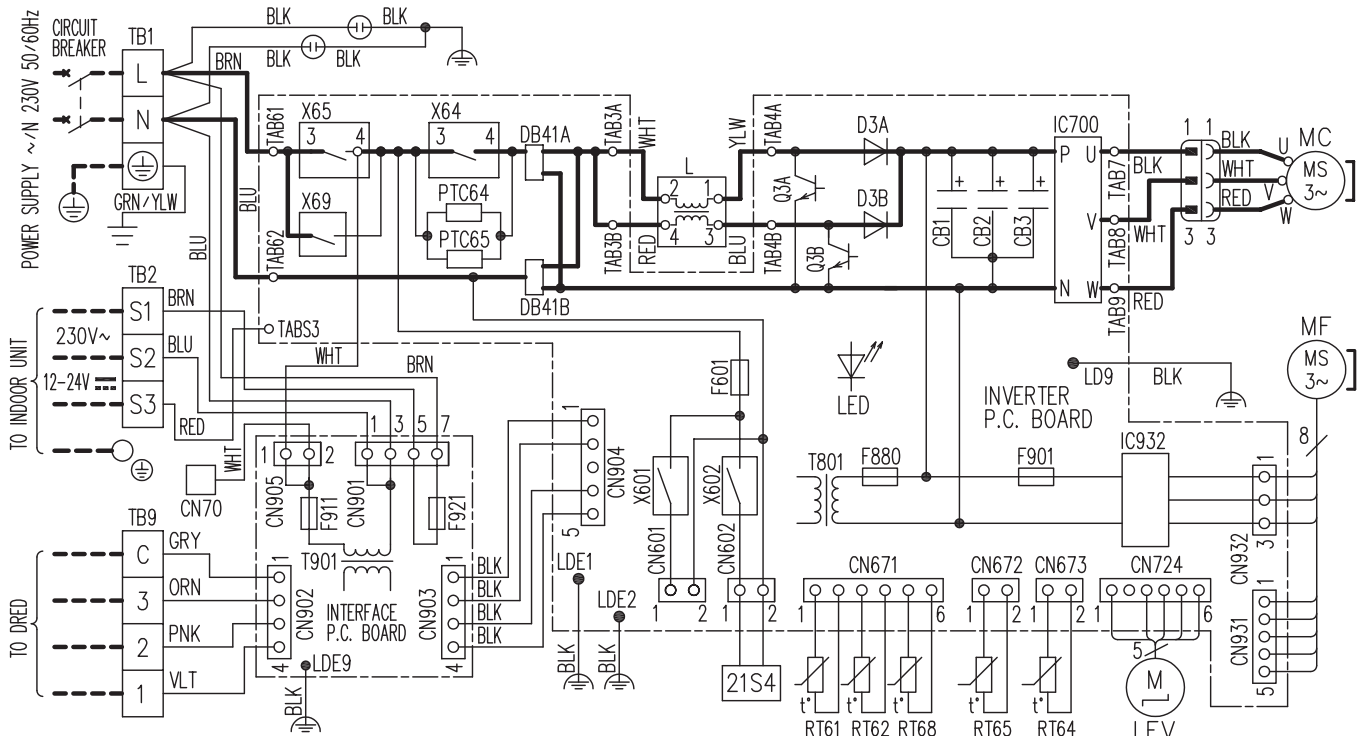 POWER SUPPLY ~/N 230V 50/60Hz
CIRCUIT
BREAKER
TB1
L
N
GRN/YLW
BLK
BLK
BLK
BLK
BRN
BLU
BLU
TAB61
TAB62
X65
3 4
X69
X64
3 4
PTC64
PTC65
DB41A
DB41B
TAB3A
TAB3B
WHT
RED
L
2 1
4 3
YLW
BLU
TAB4A
TAB4B
Q3A
Q3B
D3A
D3B
CB1
+
CB2
+
CB3
+
IC700
P U
V
N W
TAB7
TAB8
TAB9
BLK
WHT
RED
1 1
3 3
BLK
WHT
RED
U
V
W
MC
MS
3~
TB2
S1
S2
S3
BRN
BLU
RED
230V~
12-24V
TO INDOOR UNIT
TABS3
WHT
BRN
WHT
CN70
1 2
CN905
1 3 5 7
CN901
F911
F921
T901
INTERFACE
P.C. BOARD
1
CN902
4
1
CN903
4
LDE9
BLK
TB9
C
3
2
1
GRY
ORN
PNK
VLT
TO DRED
BLK
BLK
BLK
BLK
1
CN904
5
LDE1
BLK
LDE2
BLK
F601
X601
X602
CN601
1 2
CN602
1 2
21S4
LED
LD9
BLK
INVERTER
P.C. BOARD
T801
F880
F901
IC932
1
CN932
3
1
CN931
5
MF
MS
3~
8
CN671
1 6
CN672
1 2
CN673
1 2
CN724
1 6
5
M
LEV
t°
RT61
t°
RT62
t°
RT68
t°
RT65
t°
RT64